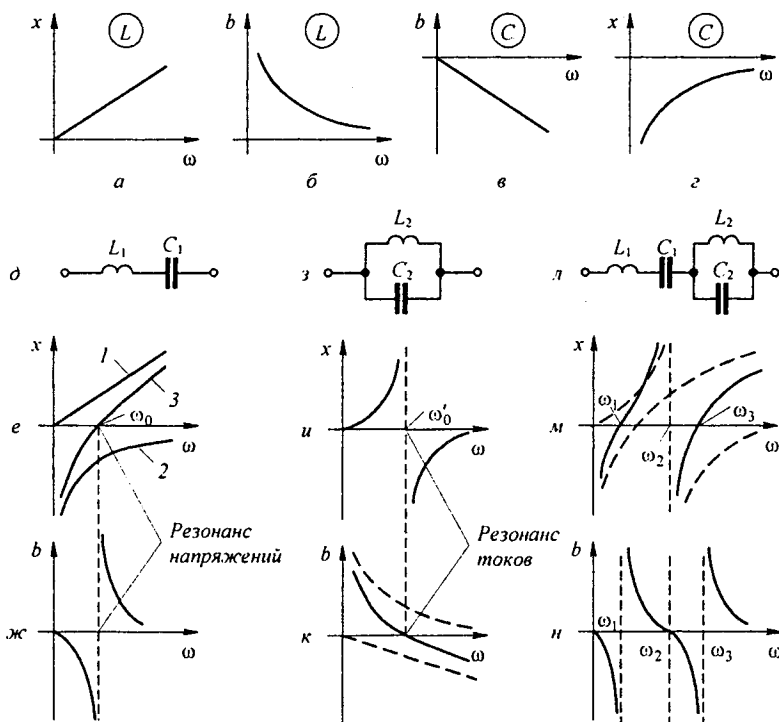 x L b L b C x C
ω ω ω ω
а б в г
д L₁ C₁ з L₂ C₂ л L₁ C₁ L₂ C₂
е x 1 3 ω₀ 2 ω
и x ω′₀ ω
м x ω₁ ω₂ ω₃ ω
Резонанс
напряжений
Резонанс
токов
ж b ω
к b ω
н b ω₁ ω₂ ω₃ ω